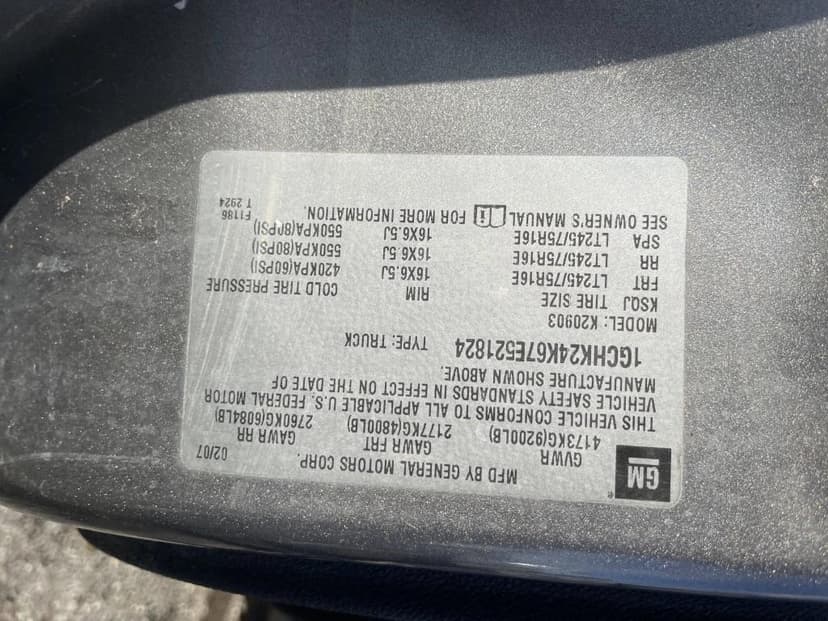 GM
®
MFD BY GENERAL MOTORS CORP. 02/07
GVWR GAWR FRT GAWR RR
4173KG(9200LB) 2177KG(4800LB) 2760KG(6084LB)
THIS VEHICLE CONFORMS TO ALL APPLICABLE U.S. FEDERAL MOTOR
VEHICLE SAFETY STANDARDS IN EFFECT ON THE DATE OF
MANUFACTURE SHOWN ABOVE.
1GCHK24K67E521824 TYPE: TRUCK
MODEL: K20903
KSQJ TIRE SIZE RIM COLD TIRE PRESSURE
FRT LT245/75R16E 16X6.5J 420KPA(60PSI)
RR LT245/75R16E 16X6.5J 550KPA(80PSI)
SPA LT245/75R16E 16X6.5J 550KPA(80PSI)
SEE OWNER'S MANUAL FOR MORE INFORMATION.
F1186
T 2924